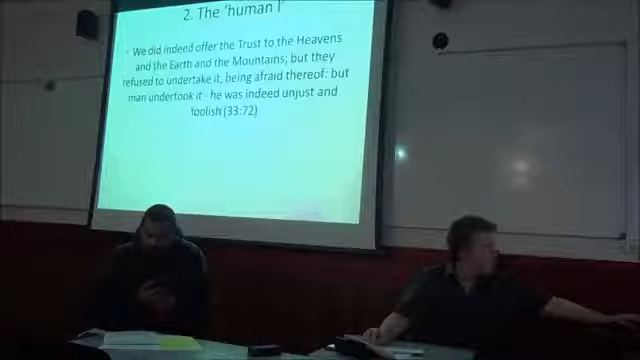 2. The 'human I'
We did indeed offer the Trust to the Heavens
and the Earth and the Mountains; but they
refused to undertake it, being afraid thereof: but
man undertook it - he was indeed unjust and
foolish (33:72)